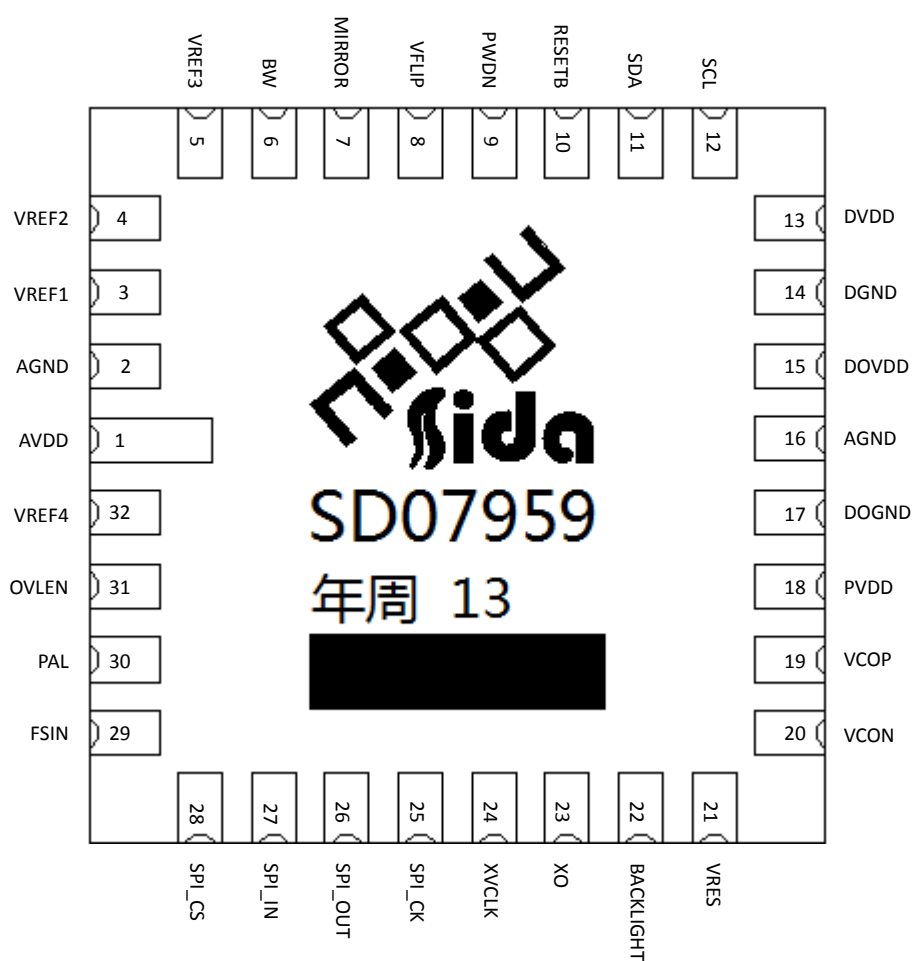 VREF3 BW MIRROR VFLIP PWDN RESETB SDA SCL
5 6 7 8 9 10 11 12
VREF2 4 13 DVDD
VREF1 3 14 DGND
AGND 2 15 DOVDD
AVDD 1 16 AGND
VREF4 32 17 DOGND
OVLEN 31 18 PVDD
PAL 30 19 VCOP
FSIN 29 20 VCON
Sida
SD07959
年周 13
28 27 26 25 24 23 22 21
SPI_CS SPI_IN SPI_OUT SPI_CK XVCLK XO BACKLIGHT VRES